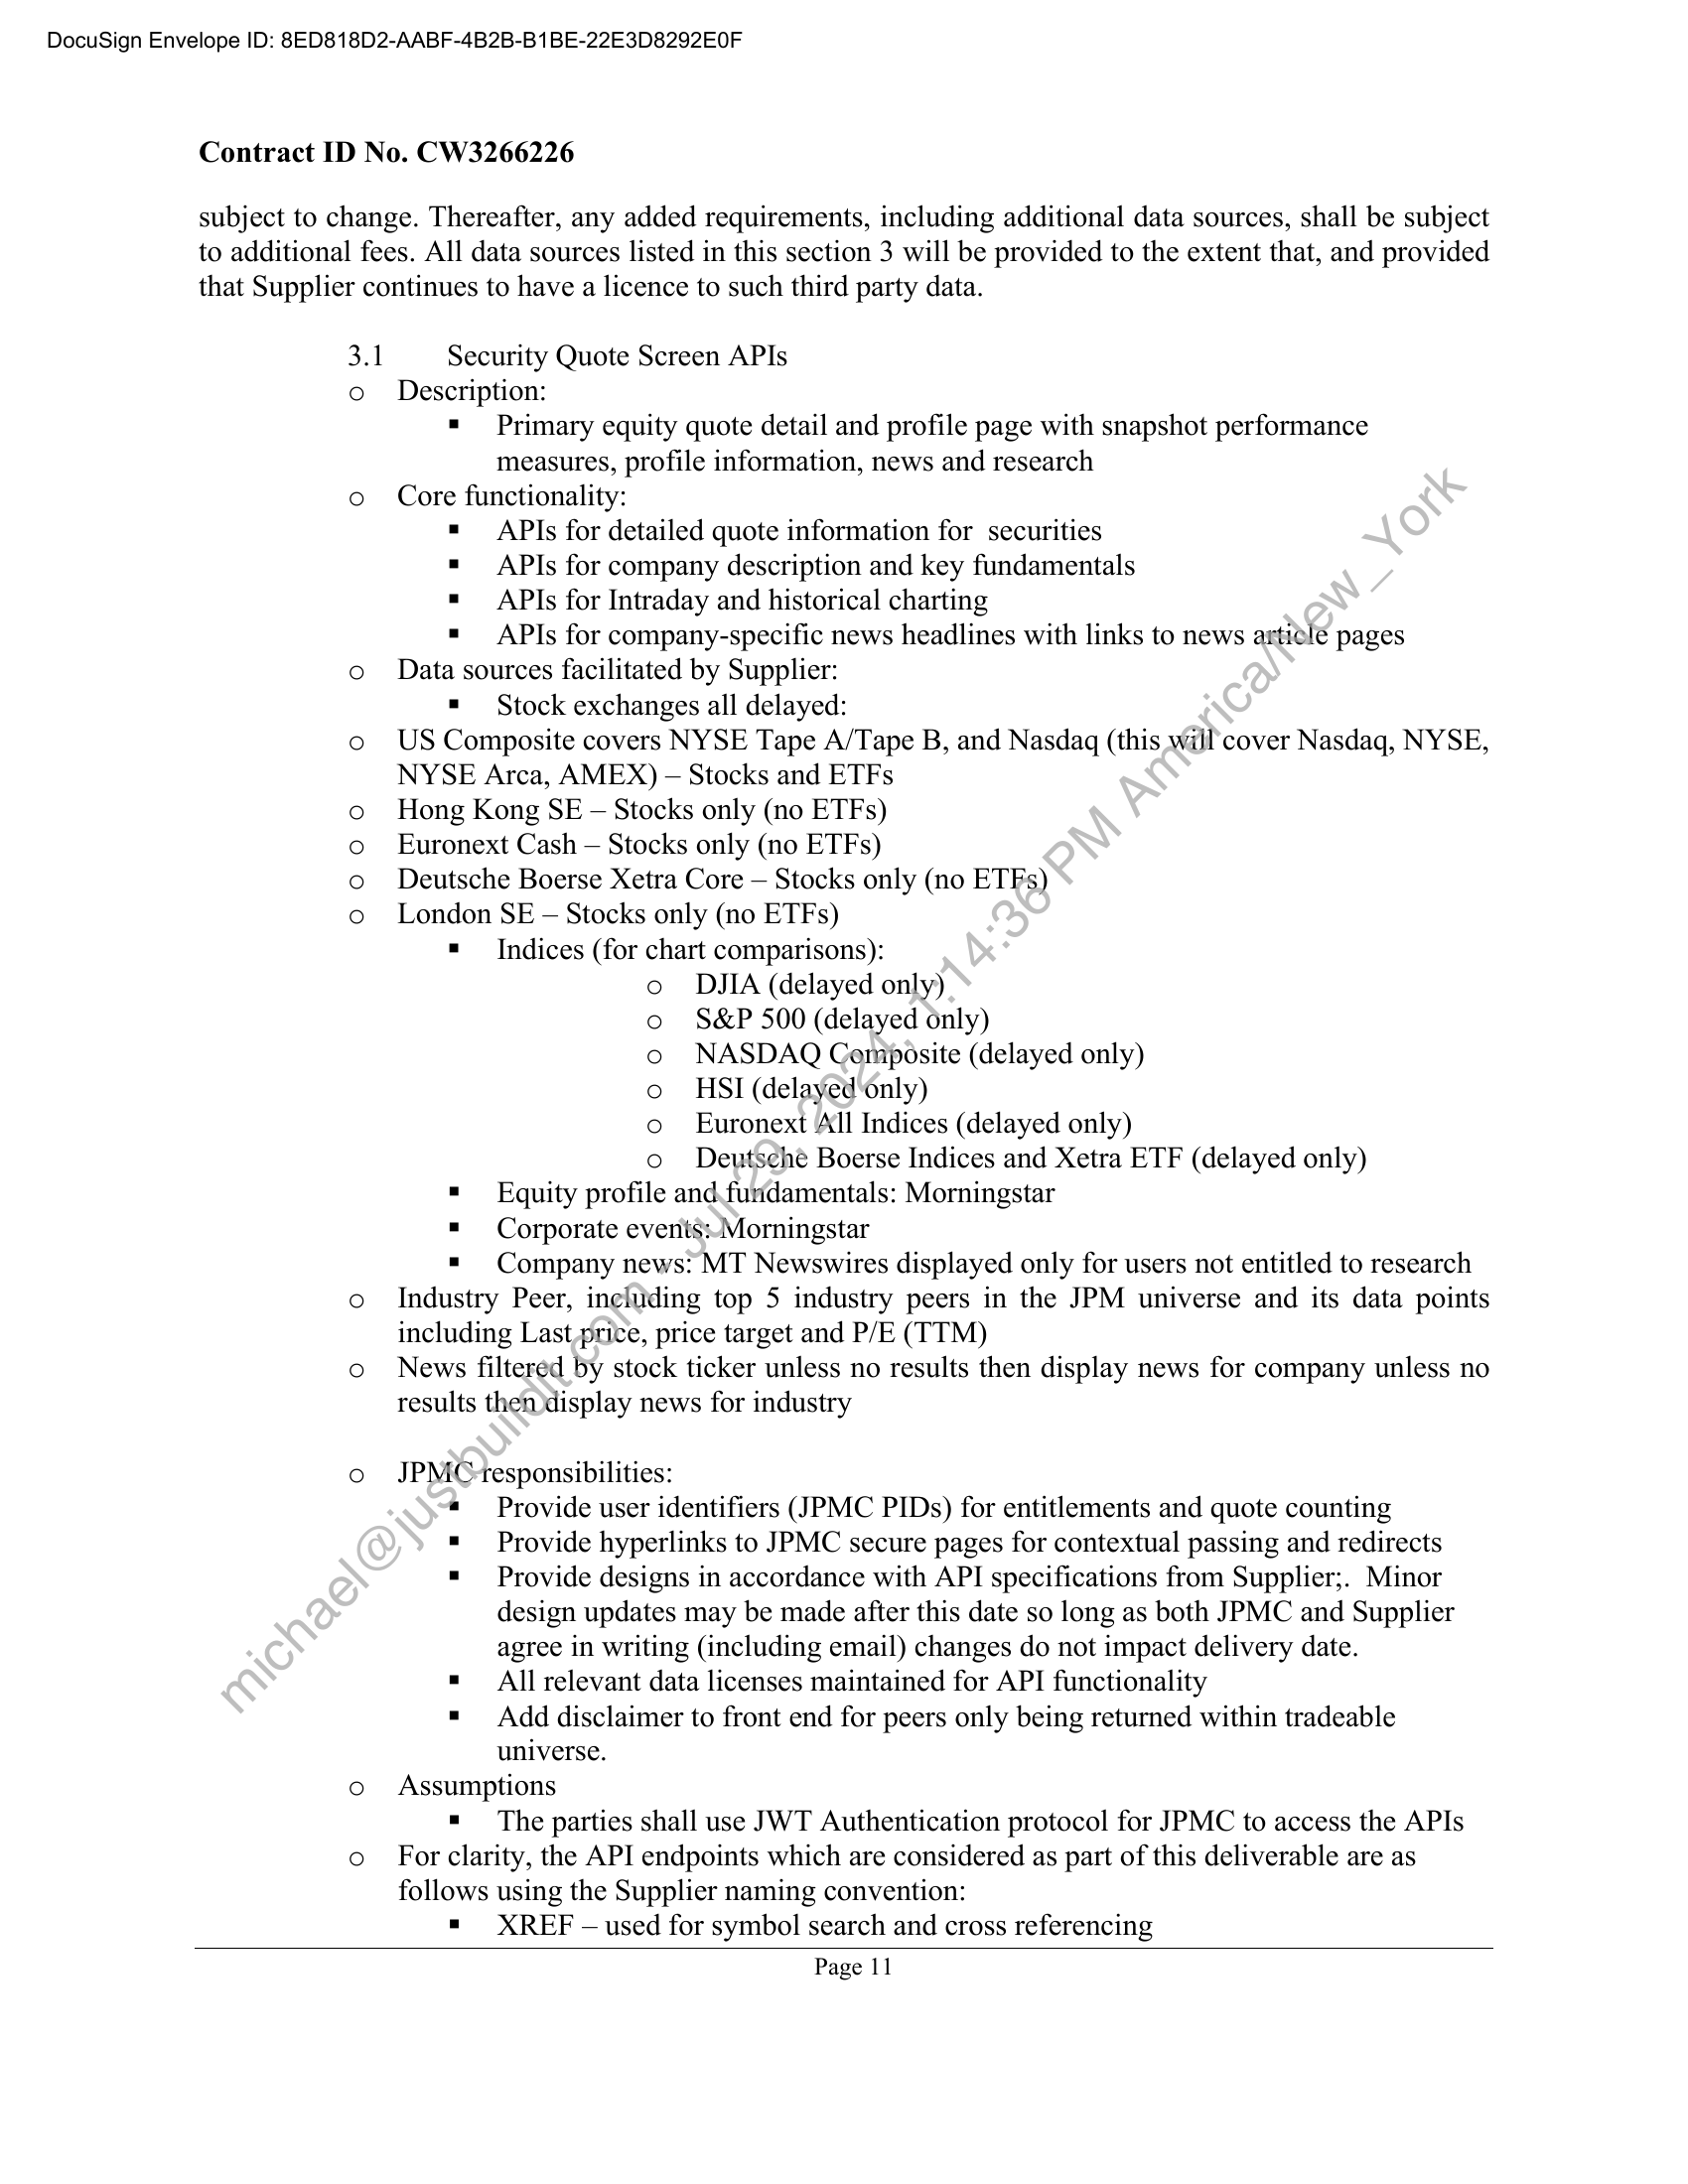 DocuSign Envelope ID: 8ED818D2-AABF-4B2B-B1BE-22E3D8292E0F
Contract ID No. CW3266226
subject to change. Thereafter, any added requirements, including additional data sources, shall be subject
to additional fees. All data sources listed in this section 3 will be provided to the extent that, and provided
that Supplier continues to have a licence to such third party data.
3.1 Security Quote Screen APIs
o Description:
▪ Primary equity quote detail and profile page with snapshot performance
measures, profile information, news and research
o Core functionality:
▪ APIs for detailed quote information for  securities
▪ APIs for company description and key fundamentals
▪ APIs for Intraday and historical charting
▪ APIs for company-specific news headlines with links to news article pages
o Data sources facilitated by Supplier:
▪ Stock exchanges all delayed:
o US Composite covers NYSE Tape A/Tape B, and Nasdaq (this will cover Nasdaq, NYSE,
NYSE Arca, AMEX) – Stocks and ETFs
o Hong Kong SE – Stocks only (no ETFs)
o Euronext Cash – Stocks only (no ETFs)
o Deutsche Boerse Xetra Core – Stocks only (no ETFs)
o London SE – Stocks only (no ETFs)
▪ Indices (for chart comparisons):
o DJIA (delayed only)
o S&P 500 (delayed only)
o NASDAQ Composite (delayed only)
o HSI (delayed only)
o Euronext All Indices (delayed only)
o Deutsche Boerse Indices and Xetra ETF (delayed only)
▪ Equity profile and fundamentals: Morningstar
▪ Corporate events: Morningstar
▪ Company news: MT Newswires displayed only for users not entitled to research
o Industry Peer, including top 5 industry peers in the JPM universe and its data points
including Last price, price target and P/E (TTM)
o News filtered by stock ticker unless no results then display news for company unless no
results then display news for industry
o JPMC responsibilities:
▪ Provide user identifiers (JPMC PIDs) for entitlements and quote counting
▪ Provide hyperlinks to JPMC secure pages for contextual passing and redirects
▪ Provide designs in accordance with API specifications from Supplier;.  Minor
design updates may be made after this date so long as both JPMC and Supplier
agree in writing (including email) changes do not impact delivery date.
▪ All relevant data licenses maintained for API functionality
▪ Add disclaimer to front end for peers only being returned within tradeable
universe.
o Assumptions
▪ The parties shall use JWT Authentication protocol for JPMC to access the APIs
o For clarity, the API endpoints which are considered as part of this deliverable are as
follows using the Supplier naming convention:
▪ XREF – used for symbol search and cross referencing
Page 11
michael@justbuildit.com - Jul 29, 2024, 1:14:36 PM America/New_York